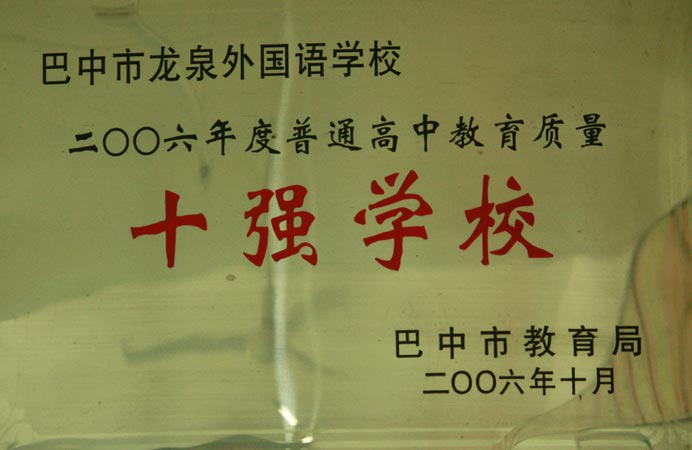 巴中市龙泉外国语学校
二〇〇六年度普通高中教育质量
十强学校
巴中市教育局
二〇〇六年十月